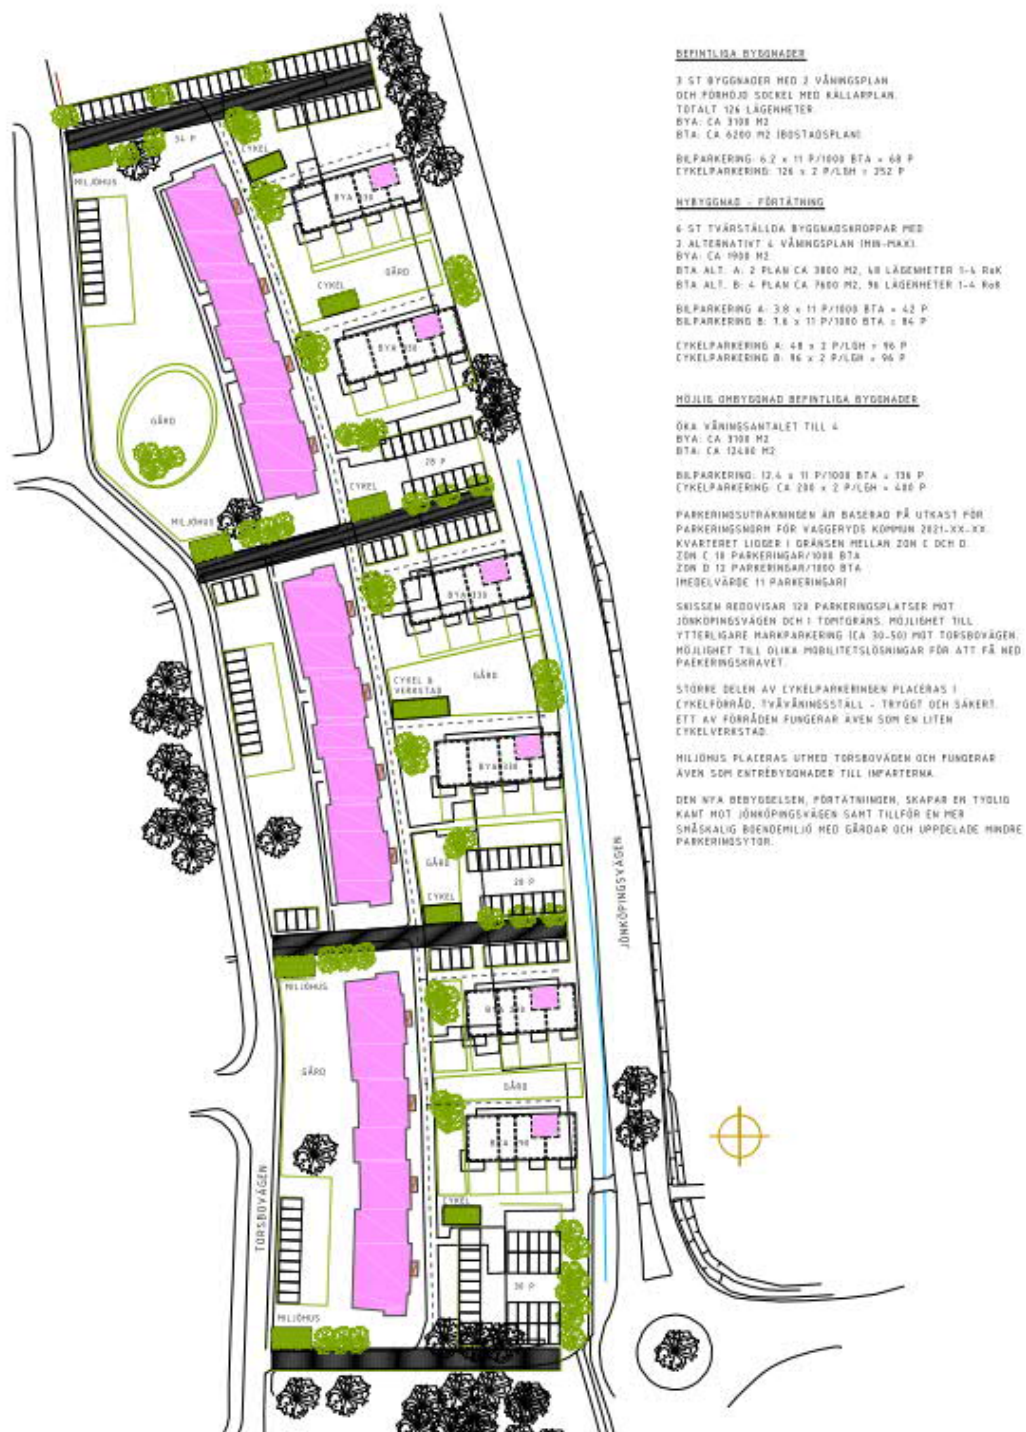 BEFINTLIGA BYGGNADER
3 ST BYGGNADER MED 2 VÅNINGSPLAN
OCH FÖRHÖJD SOCKEL MED KÄLLARPLAN.
TOTALT 126 LÄGENHETER
BYA: CA 3100 M2
BTA: CA 6200 M2 (BOSTADSPLAN)
BILPARKERING: 6.2 x 11 P/1000 BTA = 68 P
CYKELPARKERING: 126 x 2 P/LGH = 252 P
NYBYGGNAD - FÖRTÄTNING
6 ST TVÄRSTÄLLDA BYGGNADSKROPPAR MED
2 ALTERNATIVT 4 VÅNINGSPLAN (MIN-MAX).
BYA: CA 1900 M2
BTA ALT. A: 2 PLAN CA 3800 M2, 48 LÄGENHETER 1-4 RoK
BTA ALT. B: 4 PLAN CA 7600 M2, 96 LÄGENHETER 1-4 RoK
BILPARKERING A: 3.8 x 11 P/1000 BTA = 42 P
BILPARKERING B: 7.6 x 11 P/1000 BTA = 84 P
CYKELPARKERING A: 48 x 2 P/LGH = 96 P
CYKELPARKERING B: 96 x 2 P/LGH = 96 P
MÖJLIG OMBYGGNAD BEFINTLIGA BYGGNADER
ÖKA VÅNINGSANTALET TILL 4
BYA: CA 3100 M2
BTA: CA 12400 M2
BILPARKERING: 12.4 x 11 P/1000 BTA = 136 P
CYKELPARKERING: CA 200 x 2 P/LGH = 400 P
PARKERINGSUTRÄKNINGEN ÄR BASERAD PÅ UTKAST FÖR
PARKERINGSNORM FÖR VAGGERYDS KOMMUN 2021-XX-XX.
KVARTERET LIGGER I GRÄNSEN MELLAN ZON C OCH D.
ZON C 10 PARKERINGAR/1000 BTA
ZON D 12 PARKERINGAR/1000 BTA
(MEDELVÄRDE 11 PARKERINGAR)
SKISSEN REDOVISAR 120 PARKERINGSPLATSER MOT
JÖNKÖPINGSVÄGEN OCH I TOMTGRÄNS. MÖJLIGHET TILL
YTTERLIGARE MARKPARKERING (CA 30-50) MOT TORSBOVÄGEN.
MÖJLIGHET TILL OLIKA MOBILITETSLÖSNINGAR FÖR ATT FÅ NED
PAEKERINGSKRAVET.
STÖRRE DELEN AV CYKELPARKERINGEN PLACERAS I
CYKELFÖRRÅD, TVÅVÅNINGSSTÄLL - TRYGGT OCH SÄKERT.
ETT AV FÖRRÅDEN FUNGERAR ÄVEN SOM EN LITEN
CYKELVERKSTAD.
MILJÖHUS PLACERAS UTMED TORSBOVÄGEN OCH FUNGERAR
ÄVEN SOM ENTRÉBYGGNADER TILL INFARTERNA.
DEN NYA BEBYGGELSEN, FÖRTÄTNINGEN, SKAPAR EN TYDLIG
KANT MOT JÖNKÖPINGSVÄGEN SAMT TILLFÖR EN MER
SMÅSKALIG BOENDEMILJÖ MED GÅRDAR OCH UPPDELADE MINDRE
PARKERINGSYTOR.
34 P
CYKEL
MILJÖHUS
BYA 330
GÅRD
CYKEL
BYA 330
GÅRD
28 P
CYKEL
MILJÖHUS
BYA 330
GÅRD
CYKEL &
VERKSTAD
BYA 330
GÅRD
28 P
CYKEL
JÖNKÖPINGSVÄGEN
MILJÖHUS
BYA
GÅRD
GÅRD
BYA
TORSBOVÄGEN
CYKEL
30 P
MILJÖHUS